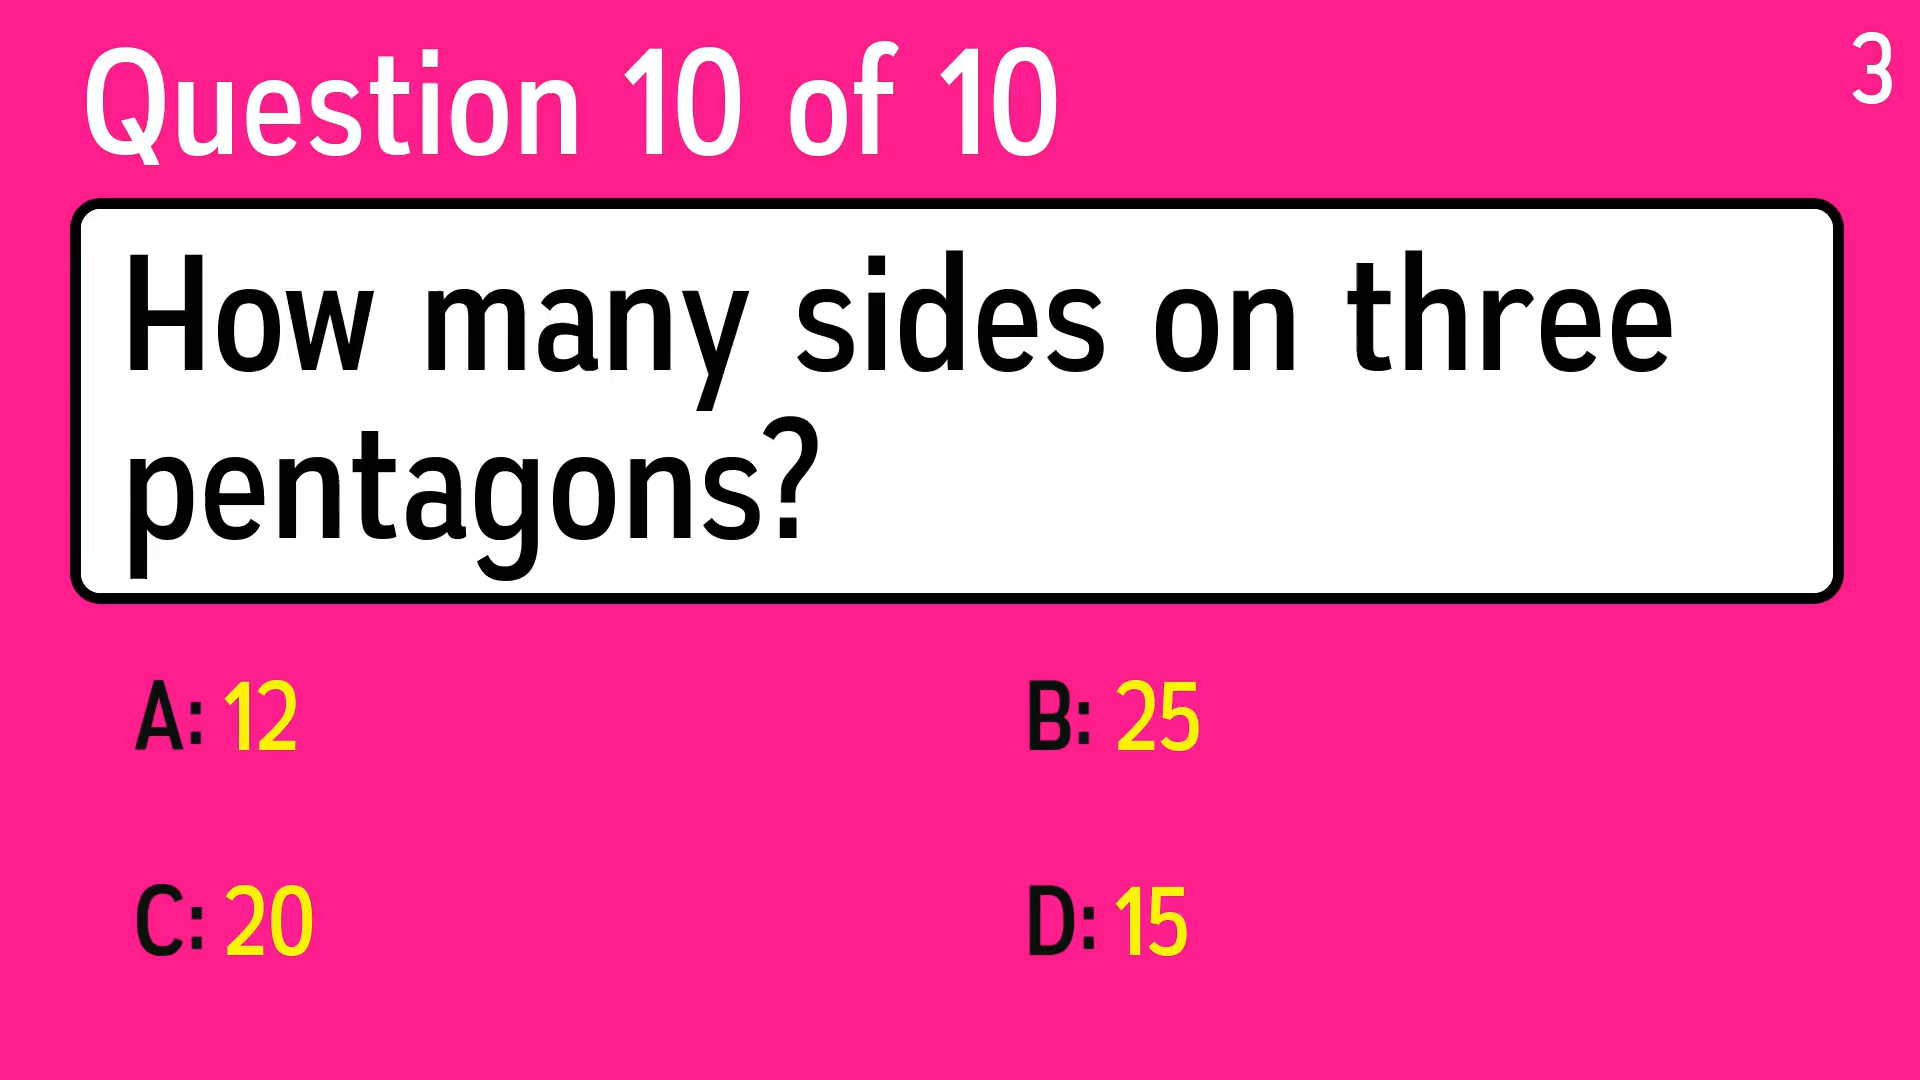 Question 10 of 10
3
How many sides on three
pentagons?
A: 12
B: 25
C: 20
D: 15